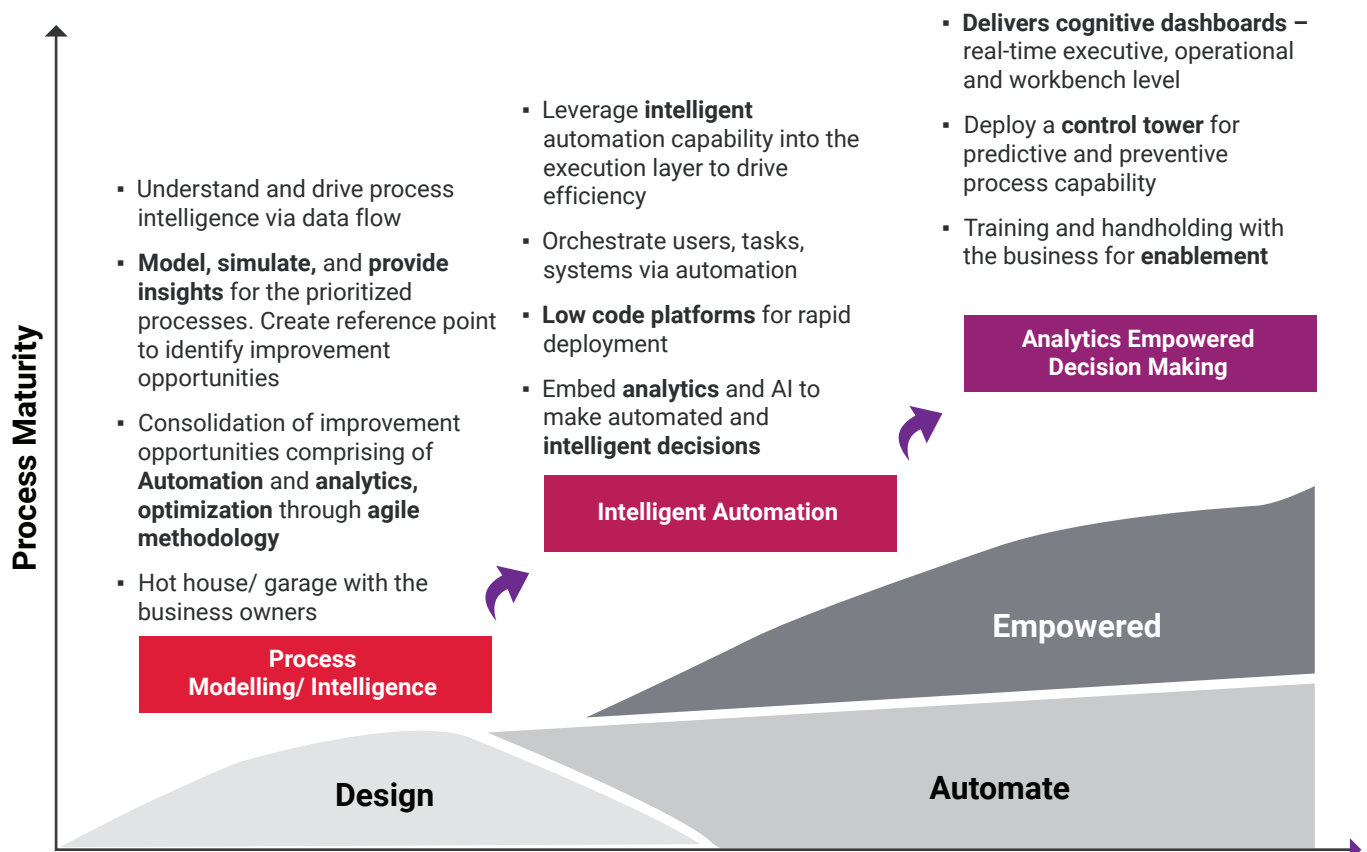 Process Maturity
▪ Understand and drive process
intelligence via data flow
▪ Model, simulate, and provide
insights for the prioritized
processes. Create reference point
to identify improvement
opportunities
▪ Consolidation of improvement
opportunities comprising of
Automation and analytics,
optimization through agile
methodology
▪ Hot house/ garage with the
business owners
Process
Modelling/ Intelligence
▪ Leverage intelligent
automation capability into the
execution layer to drive
efficiency
▪ Orchestrate users, tasks,
systems via automation
▪ Low code platforms for rapid
deployment
▪ Embed analytics and AI to
make automated and
intelligent decisions
Intelligent Automation
▪ Delivers cognitive dashboards –
real-time executive, operational
and workbench level
▪ Deploy a control tower for
predictive and preventive
process capability
▪ Training and handholding with
the business for enablement
Analytics Empowered
Decision Making
Empowered
Design
Automate